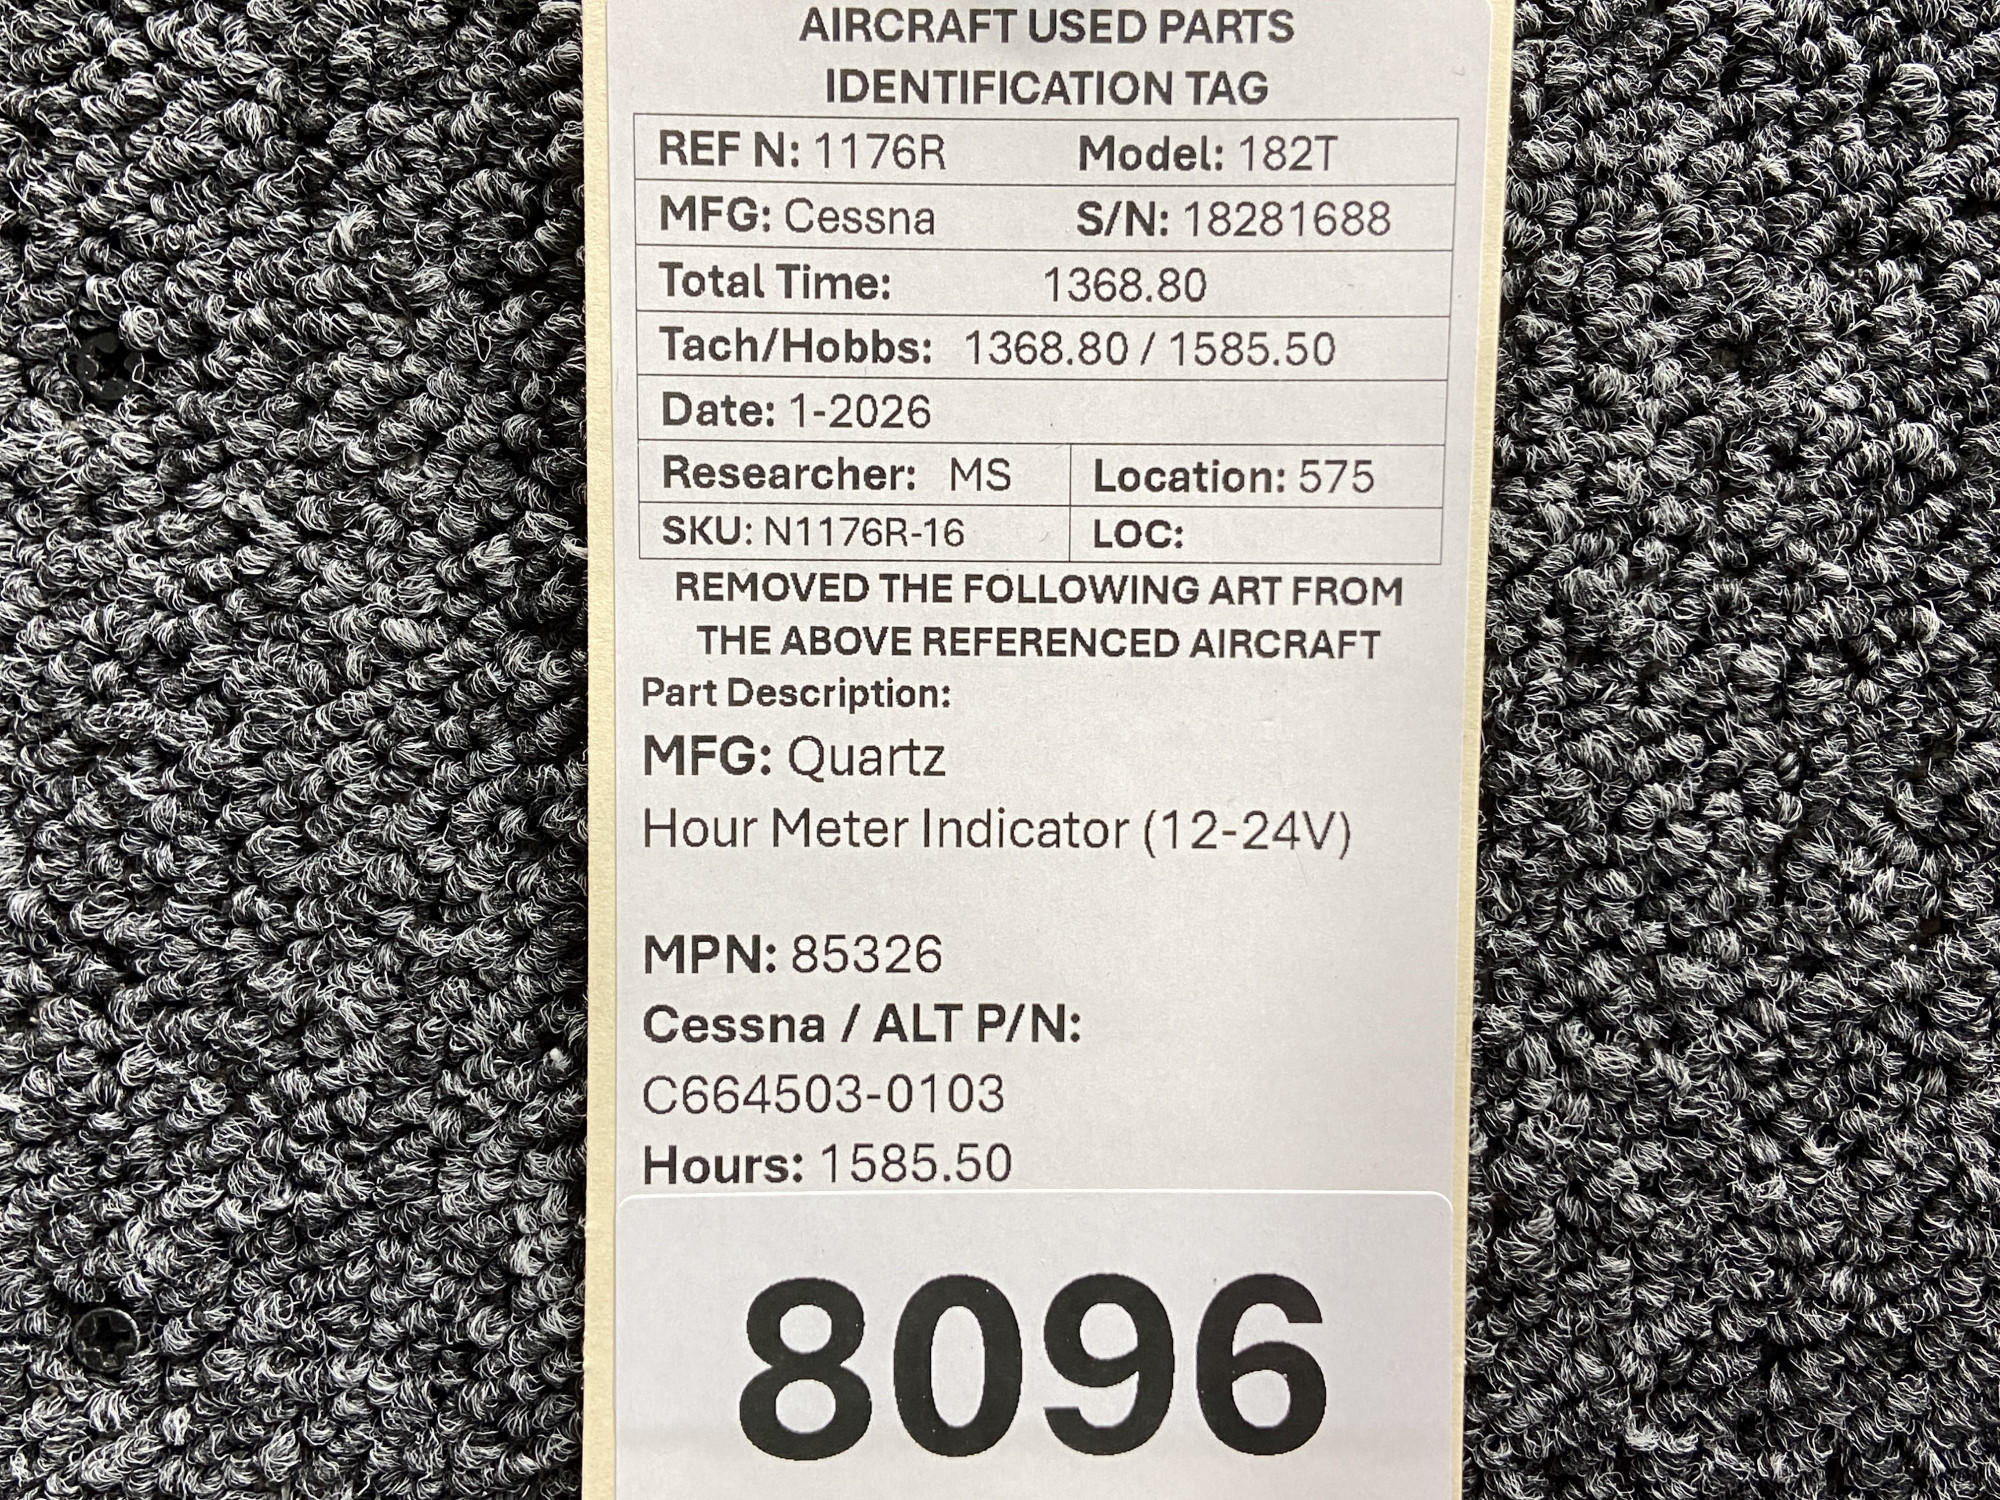 AIRCRAFT USED PARTS
IDENTIFICATION TAG
REF N: 1176R Model: 182T
MFG: Cessna S/N: 18281688
Total Time: 1368.80
Tach/Hobbs: 1368.80 / 1585.50
Date: 1-2026
Researcher: MS Location: 575
SKU: N1176R-16 LOC:
REMOVED THE FOLLOWING ART FROM
THE ABOVE REFERENCED AIRCRAFT
Part Description:
MFG: Quartz
Hour Meter Indicator (12-24V)
MPN: 85326
Cessna / ALT P/N:
C664503-0103
Hours: 1585.50
8096